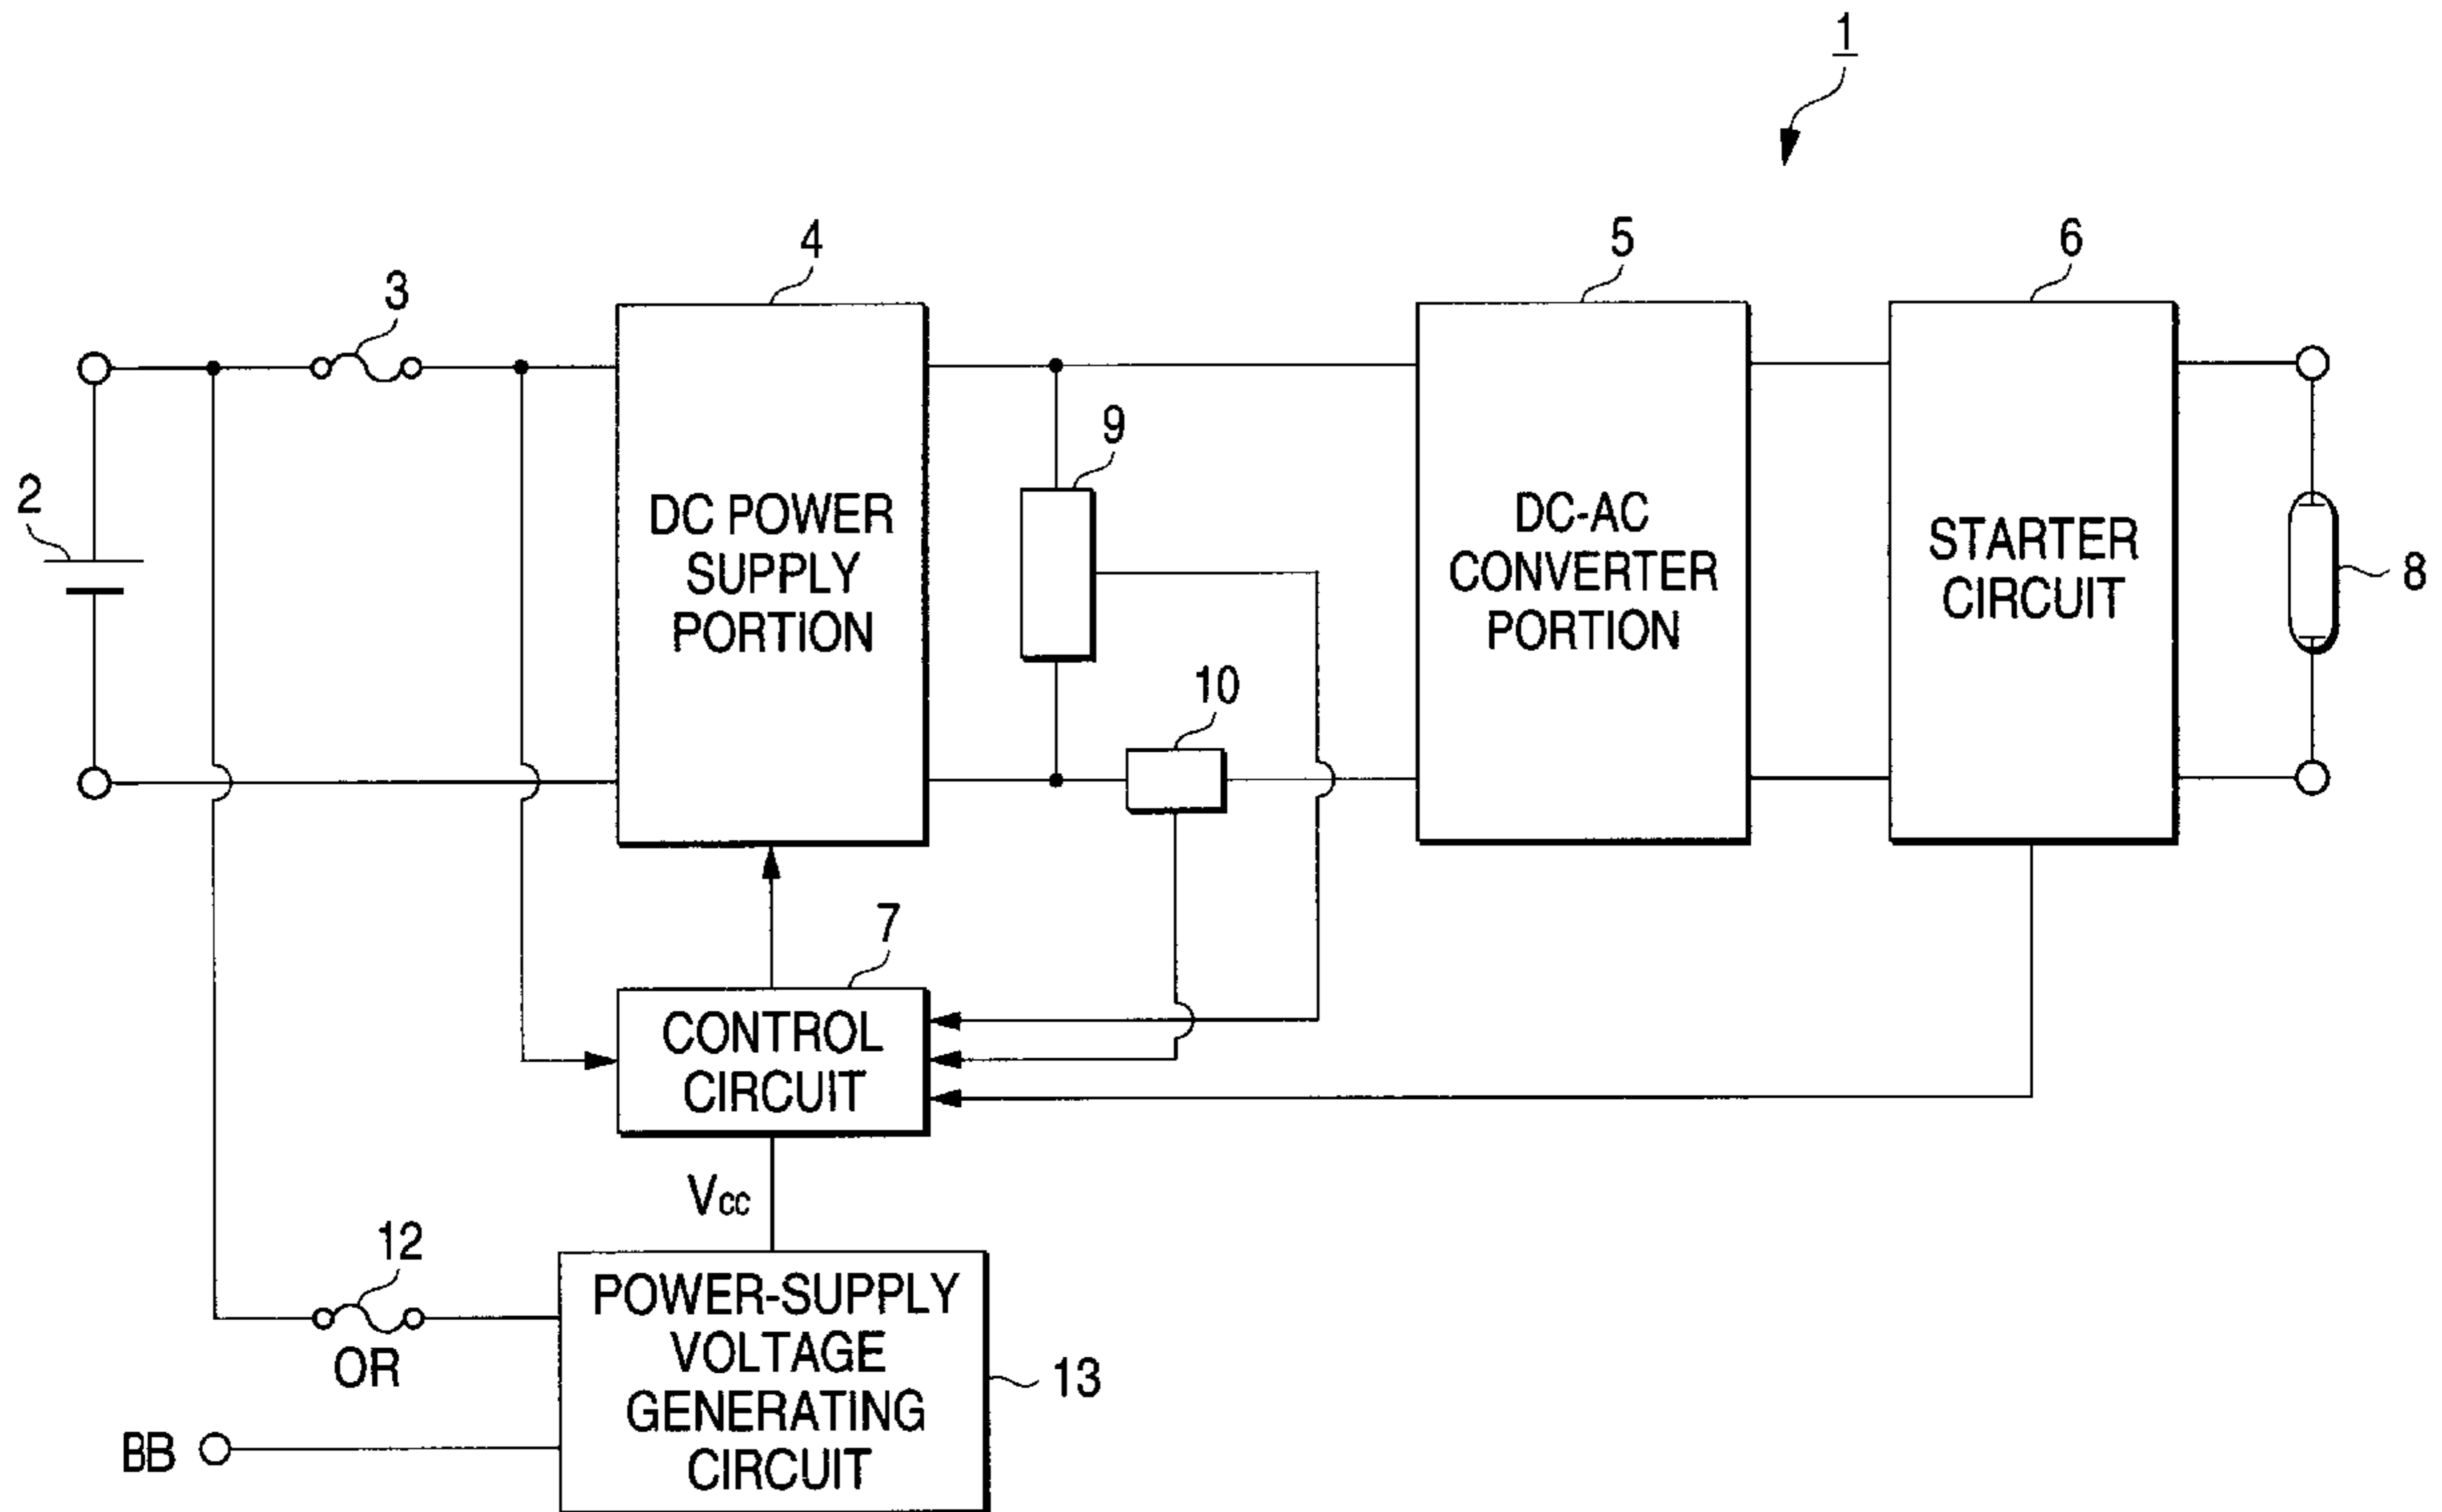 1
4
5
6
3
9
2
DC POWER
SUPPLY
PORTION
DC-AC
CONVERTER
PORTION
STARTER
CIRCUIT
8
10
7
CONTROL
CIRCUIT
Vcc
12
OR
POWER-SUPPLY
VOLTAGE
GENERATING
CIRCUIT
13
BB